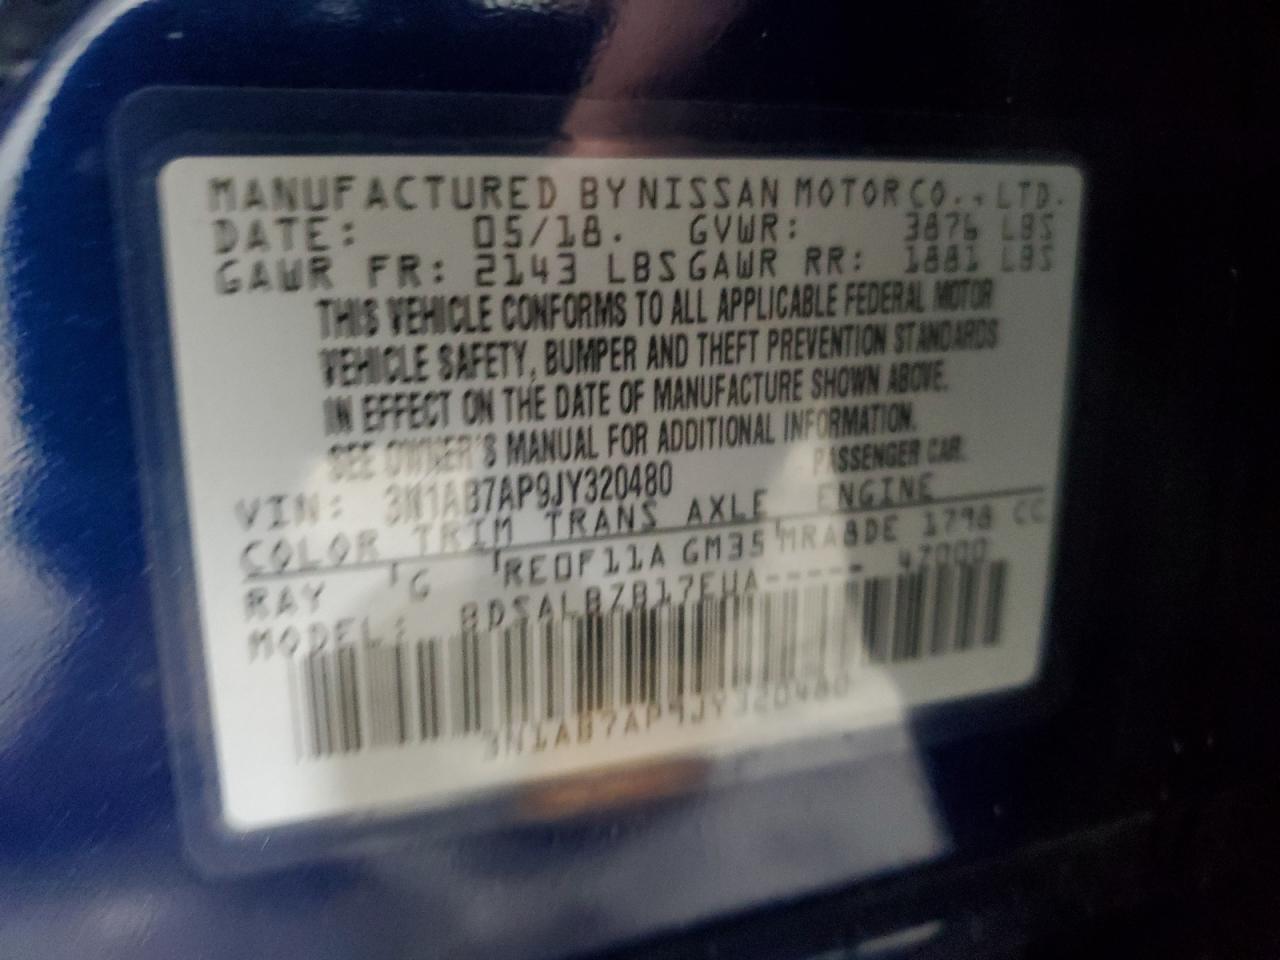 MANUFACTURED BY NISSAN MOTOR CO., LTD.
DATE: 05/18. GVWR: 3876 LBS
GAWR FR: 2143 LBS GAWR RR: 1881 LBS
THIS VEHICLE CONFORMS TO ALL APPLICABLE FEDERAL MOTOR
VEHICLE SAFETY, BUMPER AND THEFT PREVENTION STANDARDS
IN EFFECT ON THE DATE OF MANUFACTURE SHOWN ABOVE.
SEE OWNER'S MANUAL FOR ADDITIONAL INFORMATION.
VIN: 3N1AB7AP9JY320480 PASSENGER CAR.
COLOR TRIM TRANS AXLE ENGINE
RAY G RE0F11A GM35 MRA8DE 1798 CC
MODEL: BDSALBZB17EUA----- 47000
3N1AB7AP9JY320480